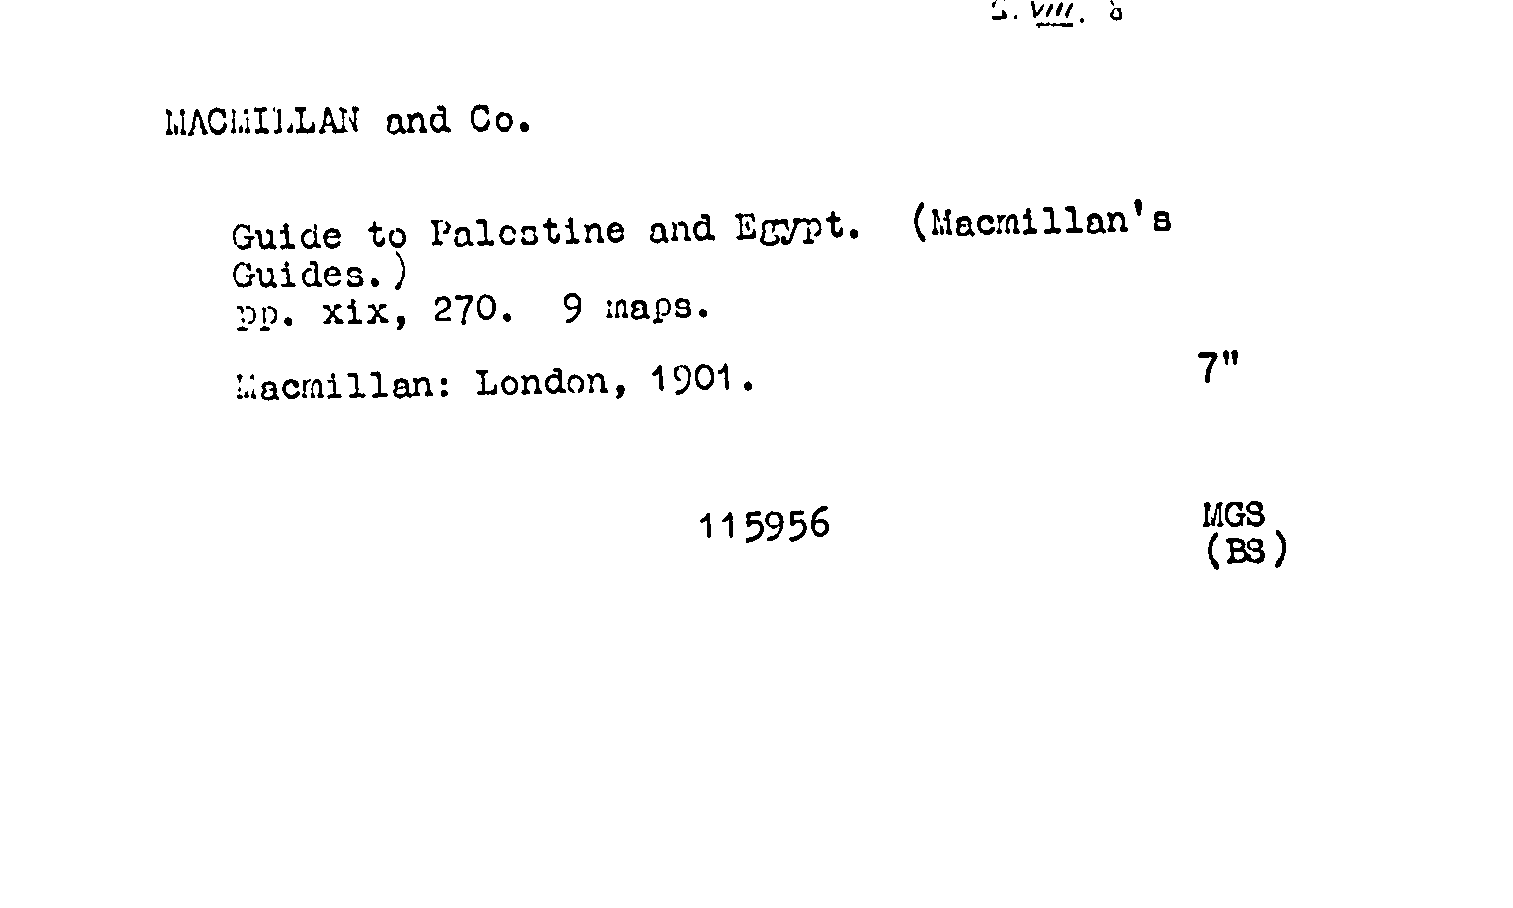 VIII.
MACMILLAN and Co.
Guide to Palestine and Egypt. (Macmillan's
Guides.)
pp. xix, 270. 9 maps.
7"
Macmillan: London, 1901.
115956 MGS
(BS)